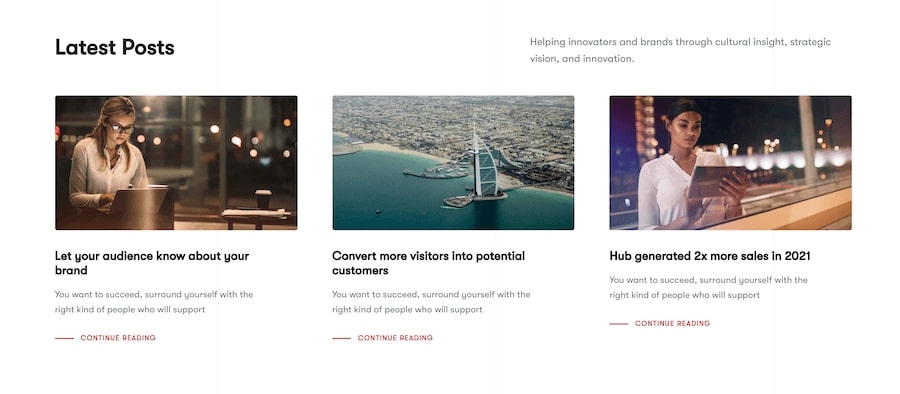 Latest Posts
Helping innovators and brands through cultural insight, strategic
vision, and innovation.
Let your audience know about your
brand
You want to succeed, surround yourself with the
right kind of people who will support
CONTINUE READING
Convert more visitors into potential
customers
You want to succeed, surround yourself with the
right kind of people who will support
CONTINUE READING
Hub generated 2x more sales in 2021
You want to succeed, surround yourself with the
right kind of people who will support
CONTINUE READING